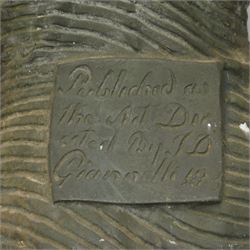 Published as
the Act Dir
ected By J D
Giannelli